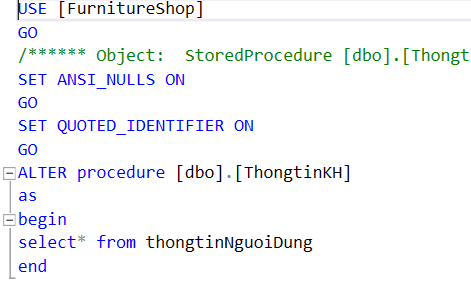 USE [FurnitureShop]
GO
/****** Object:  StoredProcedure [dbo].[Thongt
SET ANSI_NULLS ON
GO
SET QUOTED_IDENTIFIER ON
GO
ALTER procedure [dbo].[ThongtinKH]
as
begin
select* from thongtinNguoiDung
end